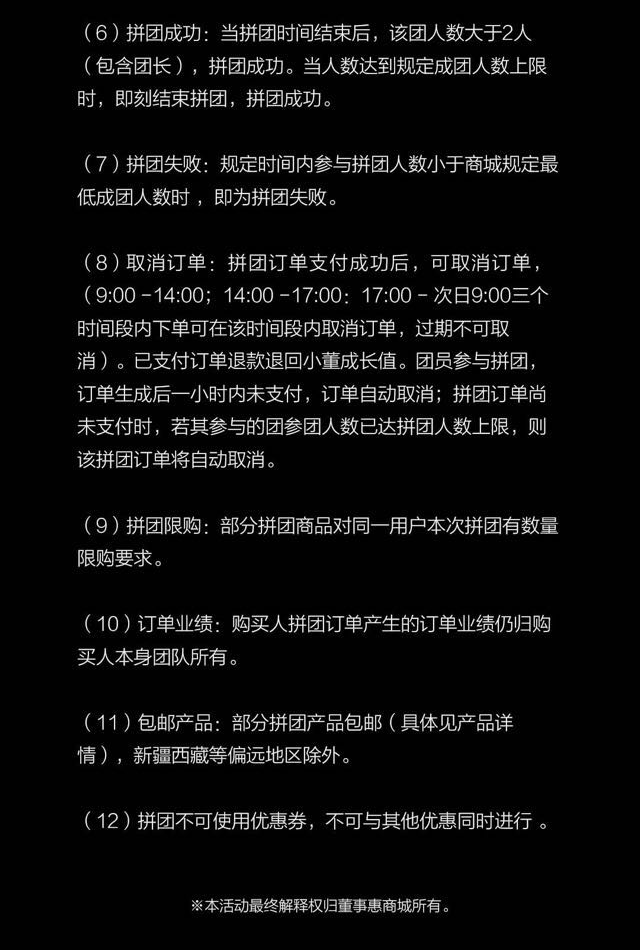 （6）拼团成功：当拼团时间结束后，该团人数大于2人
（包含团长），拼团成功。当人数达到规定成团人数上限
时，即刻结束拼团，拼团成功。
（7）拼团失败：规定时间内参与拼团人数小于商城规定最
低成团人数时 ，即为拼团失败。
（8）取消订单：拼团订单支付成功后，可取消订单，
（9:00 -14:00；14:00 -17:00：17:00 - 次日9:00三个
时间段内下单可在该时间段内取消订单，过期不可取
消）。已支付订单退款退回小董成长值。团员参与拼团，
订单生成后一小时内未支付，订单自动取消；拼团订单尚
未支付时，若其参与的团参团人数已达拼团人数上限，则
该拼团订单将自动取消。
（9）拼团限购：部分拼团商品对同一用户本次拼团有数量
限购要求。
（10）订单业绩：购买人拼团订单产生的订单业绩仍归购
买人本身团队所有。
（11）包邮产品：部分拼团产品包邮（具体见产品详
情），新疆西藏等偏远地区除外。
（12）拼团不可使用优惠券，不可与其他优惠同时进行 。
※本活动最终解释权归董事惠商城所有。